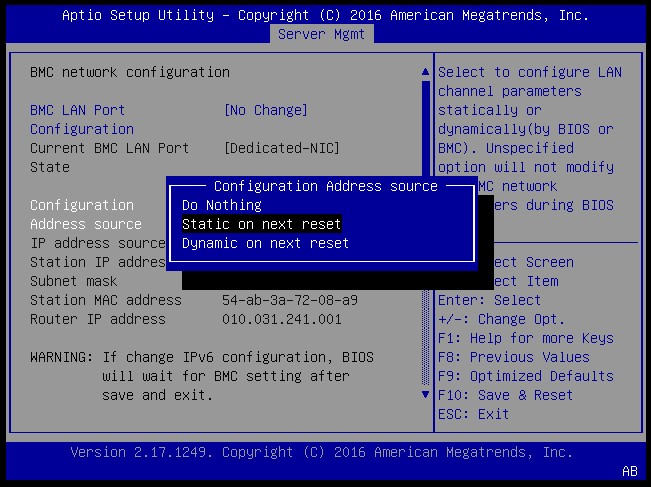 Aptio Setup Utility – Copyright (C) 2016 American Megatrends, Inc.
Server Mgmt
BMC network configuration
BMC LAN Port [No Change]
Configuration
Current BMC LAN Port [Dedicated-NIC]
State
Configuration
Address source
IP address source
Station IP addres
Subnet mask
Station MAC address 54-ab-3a-72-08-a9
Router IP address 010.031.241.001
WARNING: If change IPv6 configuration, BIOS
will wait for BMC setting after
save and exit.
Configuration Address source
Do Nothing
Static on next reset
Dynamic on next reset
Select to configure LAN
channel parameters
statically or
dynamically(by BIOS or
BMC). Unspecified
option will not modify
MC network
ers during BIOS
ect Screen
ect Item
Enter: Select
+/-: Change Opt.
F1: Help for more Keys
F8: Previous Values
F9: Optimized Defaults
F10: Save & Reset
ESC: Exit
Version 2.17.1249. Copyright (C) 2016 American Megatrends, Inc.
AB